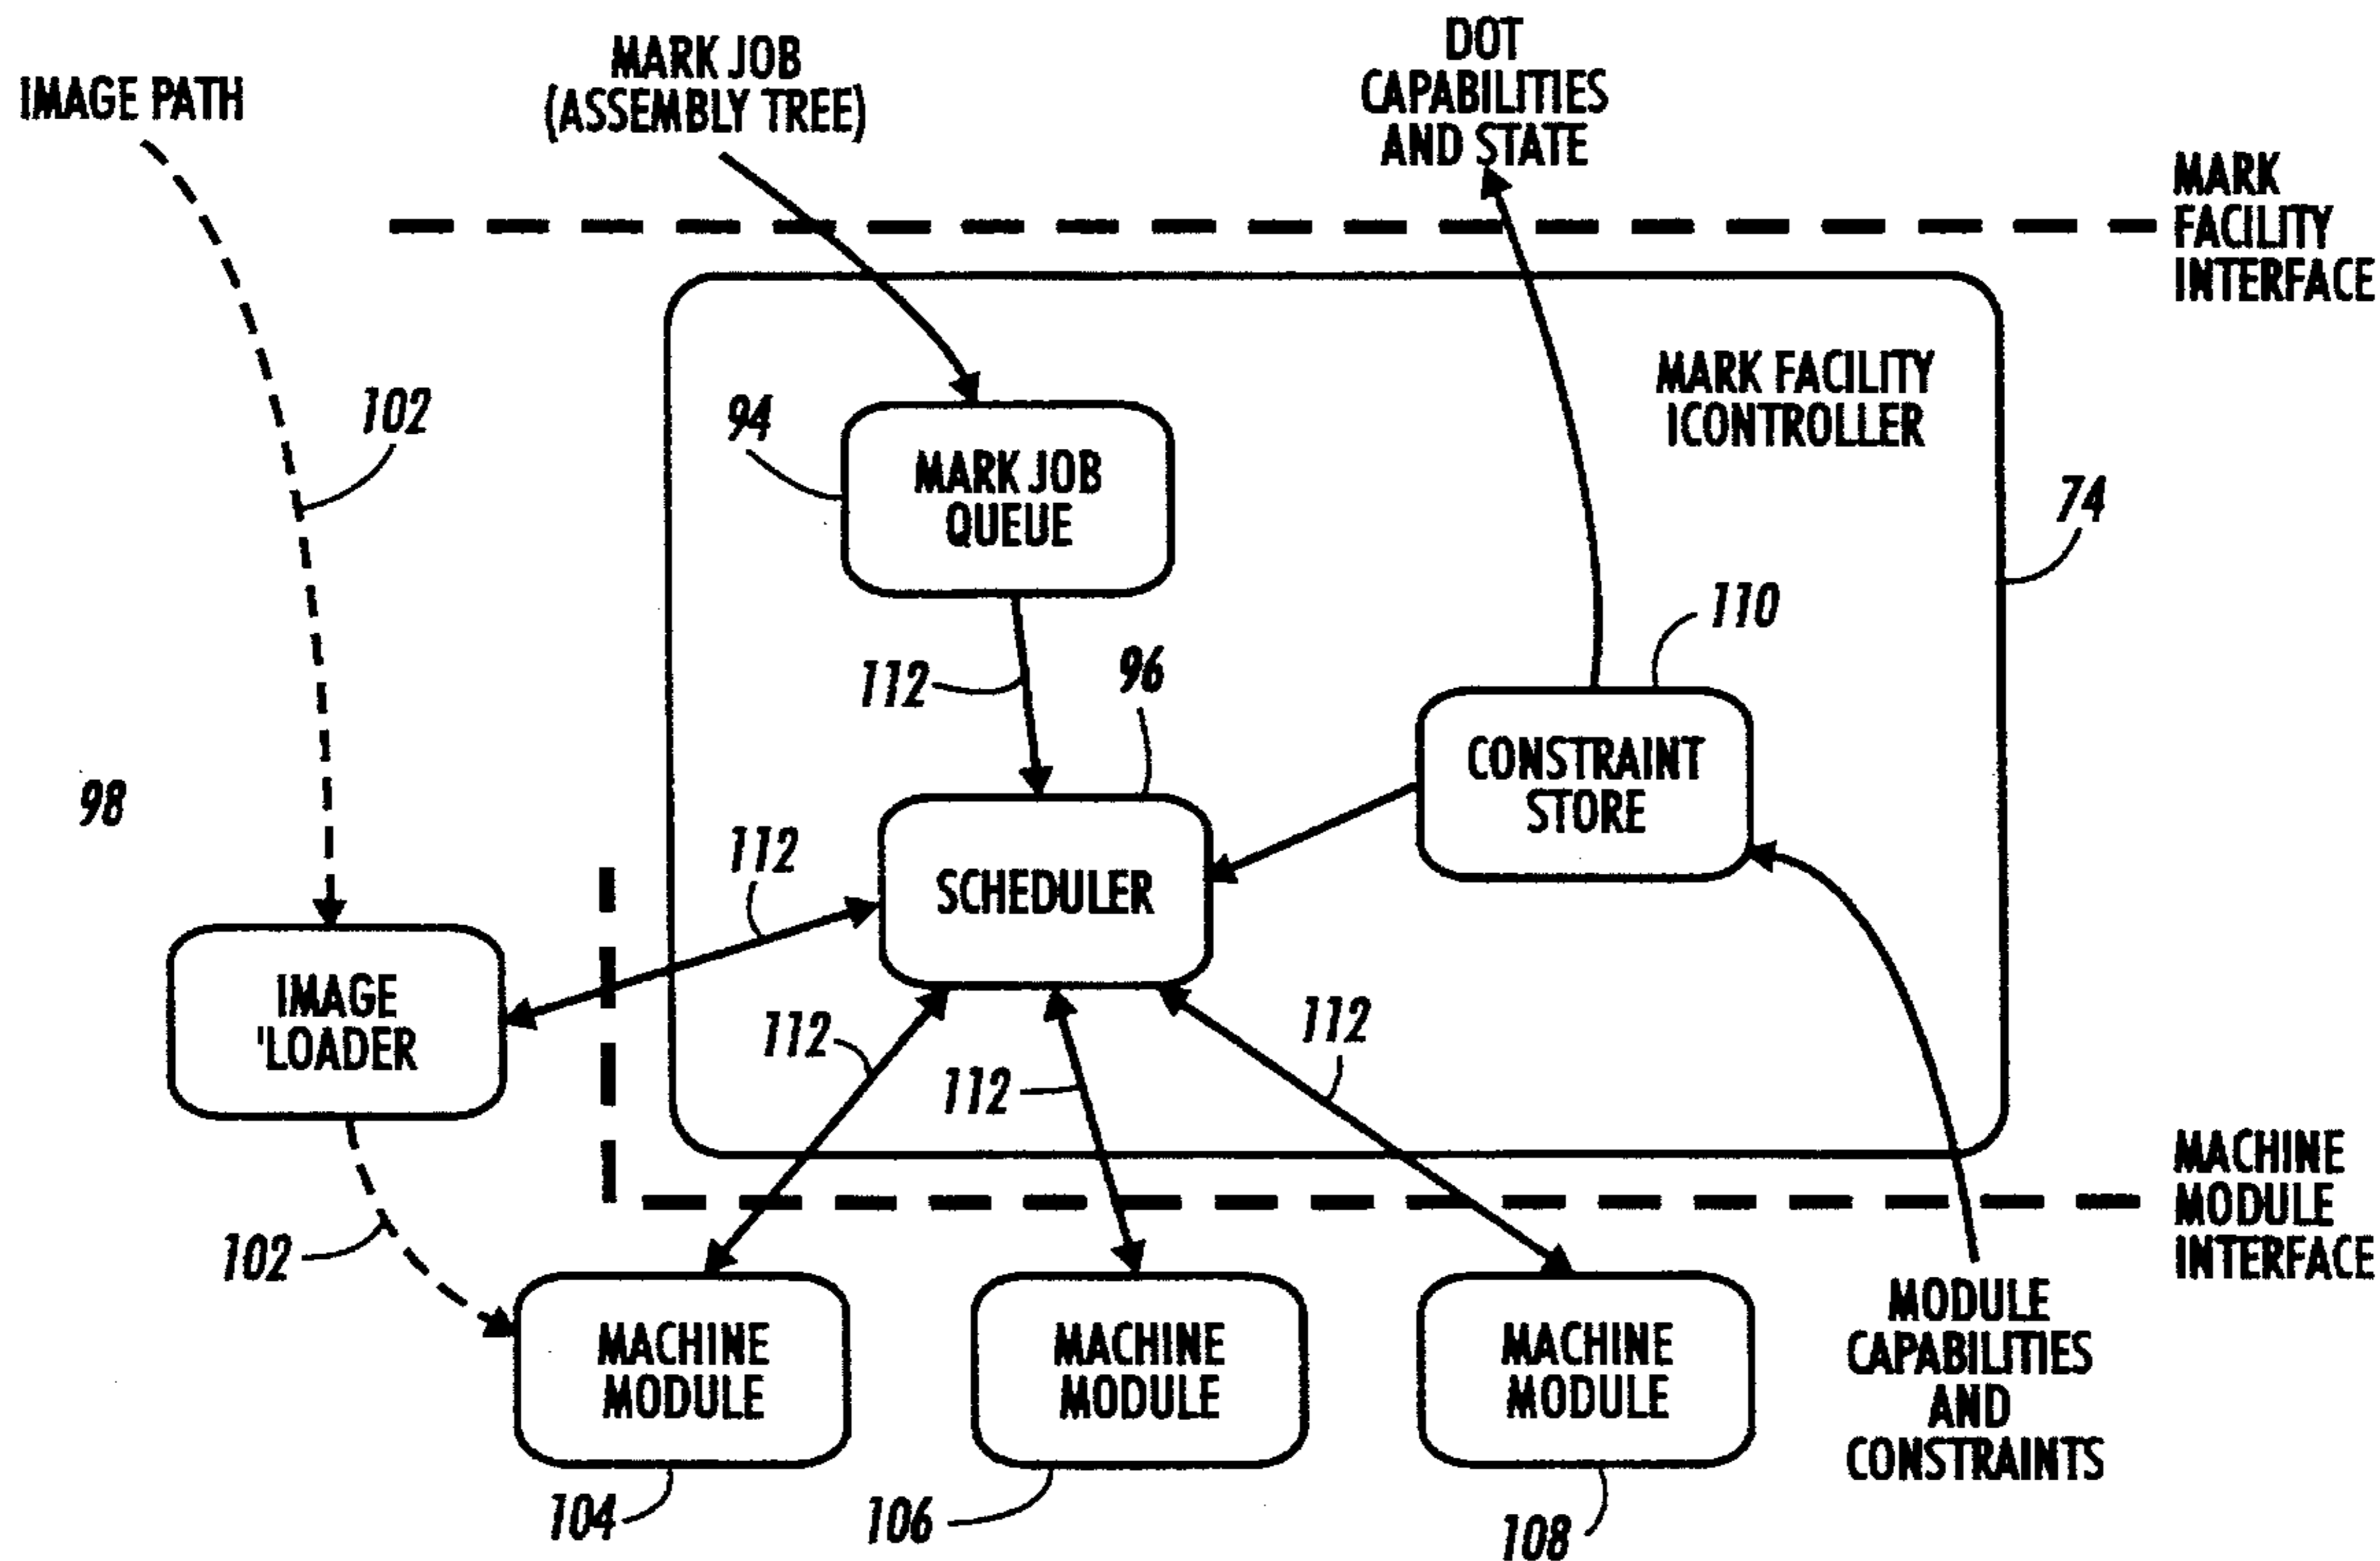 IMAGE PATH
MARK JOB
(ASSEMBLY TREE)
DOT
CAPABILITIES
AND STATE
MARK
FACILITY
INTERFACE
MARK FACILITY
ICONTROLLER
102
94
MARK JOB
QUEUE
74
110
112
96
CONSTRAINT
STORE
98
112
SCHEDULER
IMAGE
'LOADER
112
112
112
MACHINE
MODULE
INTERFACE
102
MACHINE
MODULE
MACHINE
MODULE
MACHINE
MODULE
MODULE
CAPABILITIES
AND
CONSTRAINTS
104
106
108